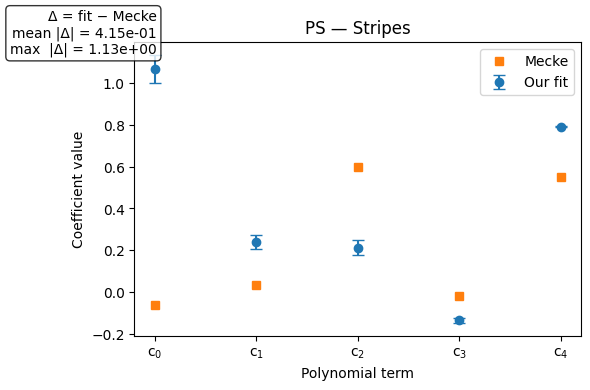 Δ = fit − Mecke
mean |Δ| = 4.15e-01
max  |Δ| = 1.13e+00
PS — Stripes
Mecke
Our fit
Coefficient value
1.0
0.8
0.6
0.4
0.2
0.0
−0.2
c₀ c₁ c₂ c₃ c₄
Polynomial term